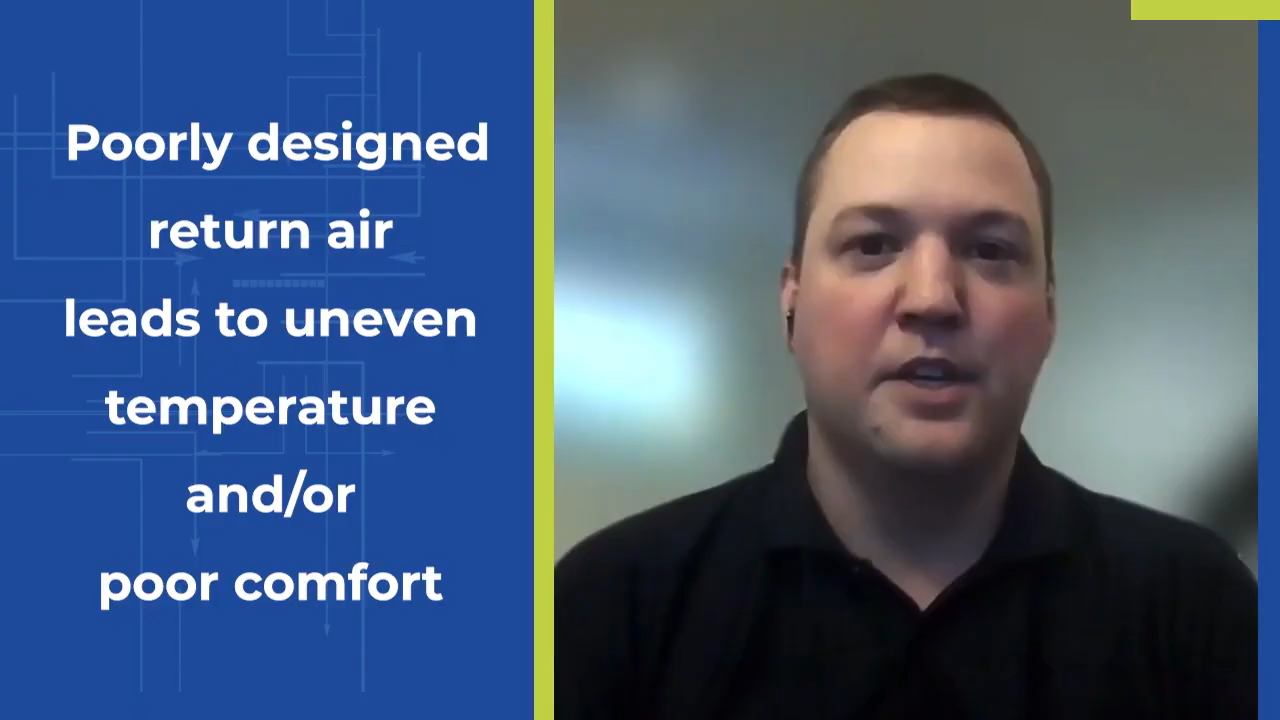 Poorly designed
return air
leads to uneven
temperature
and/or
poor comfort